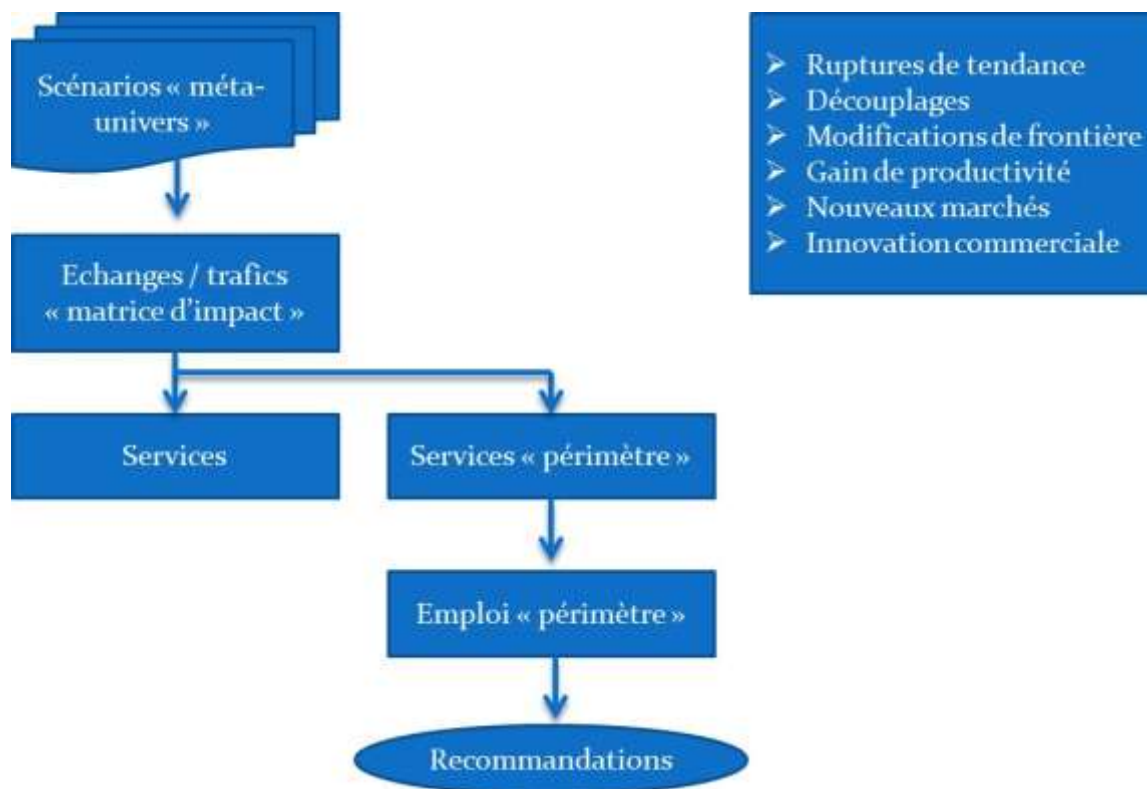 Scénarios « méta-
univers »
Echanges / trafics
« matrice d'impact »
Services
Services « périmètre »
Emploi « périmètre »
Recommandations
➢ Ruptures de tendance
➢ Découplages
➢ Modifications de frontière
➢ Gain de productivité
➢ Nouveaux marchés
➢ Innovation commerciale